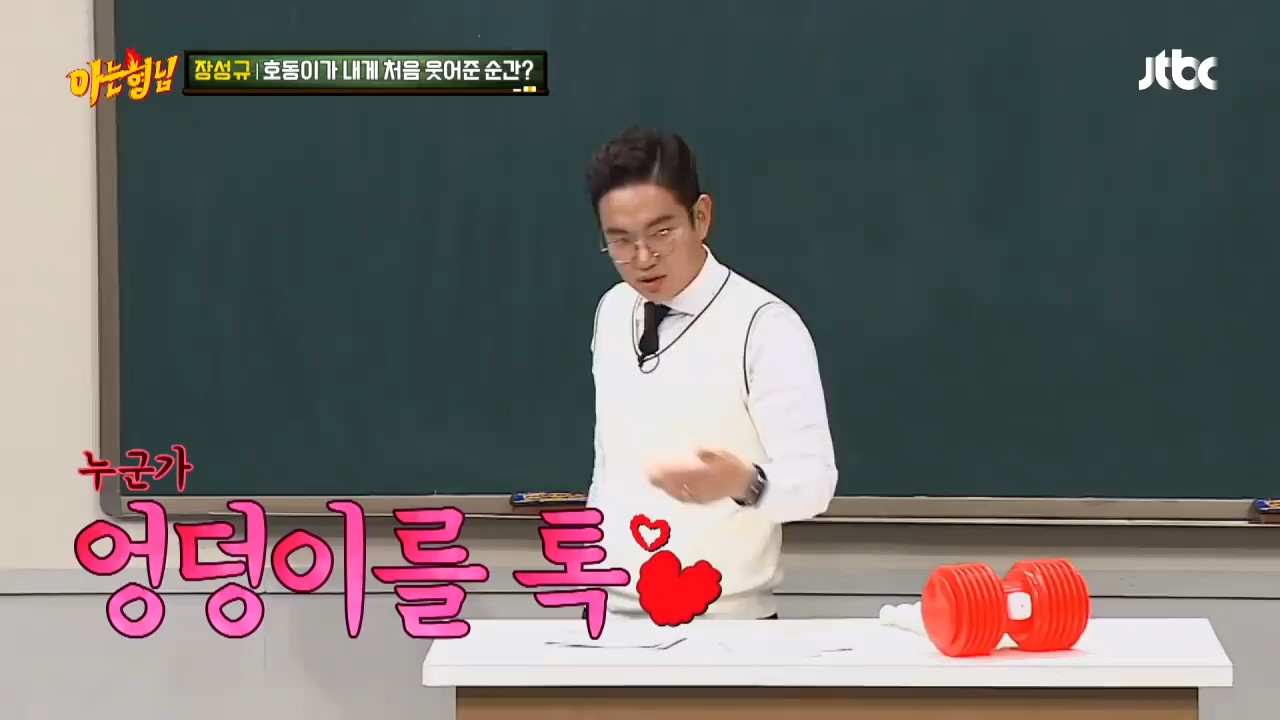 아는형님
장성규 | 호동이가 내게 처음 웃어준 순간?
jtbc
누군가
엉덩이를 톡